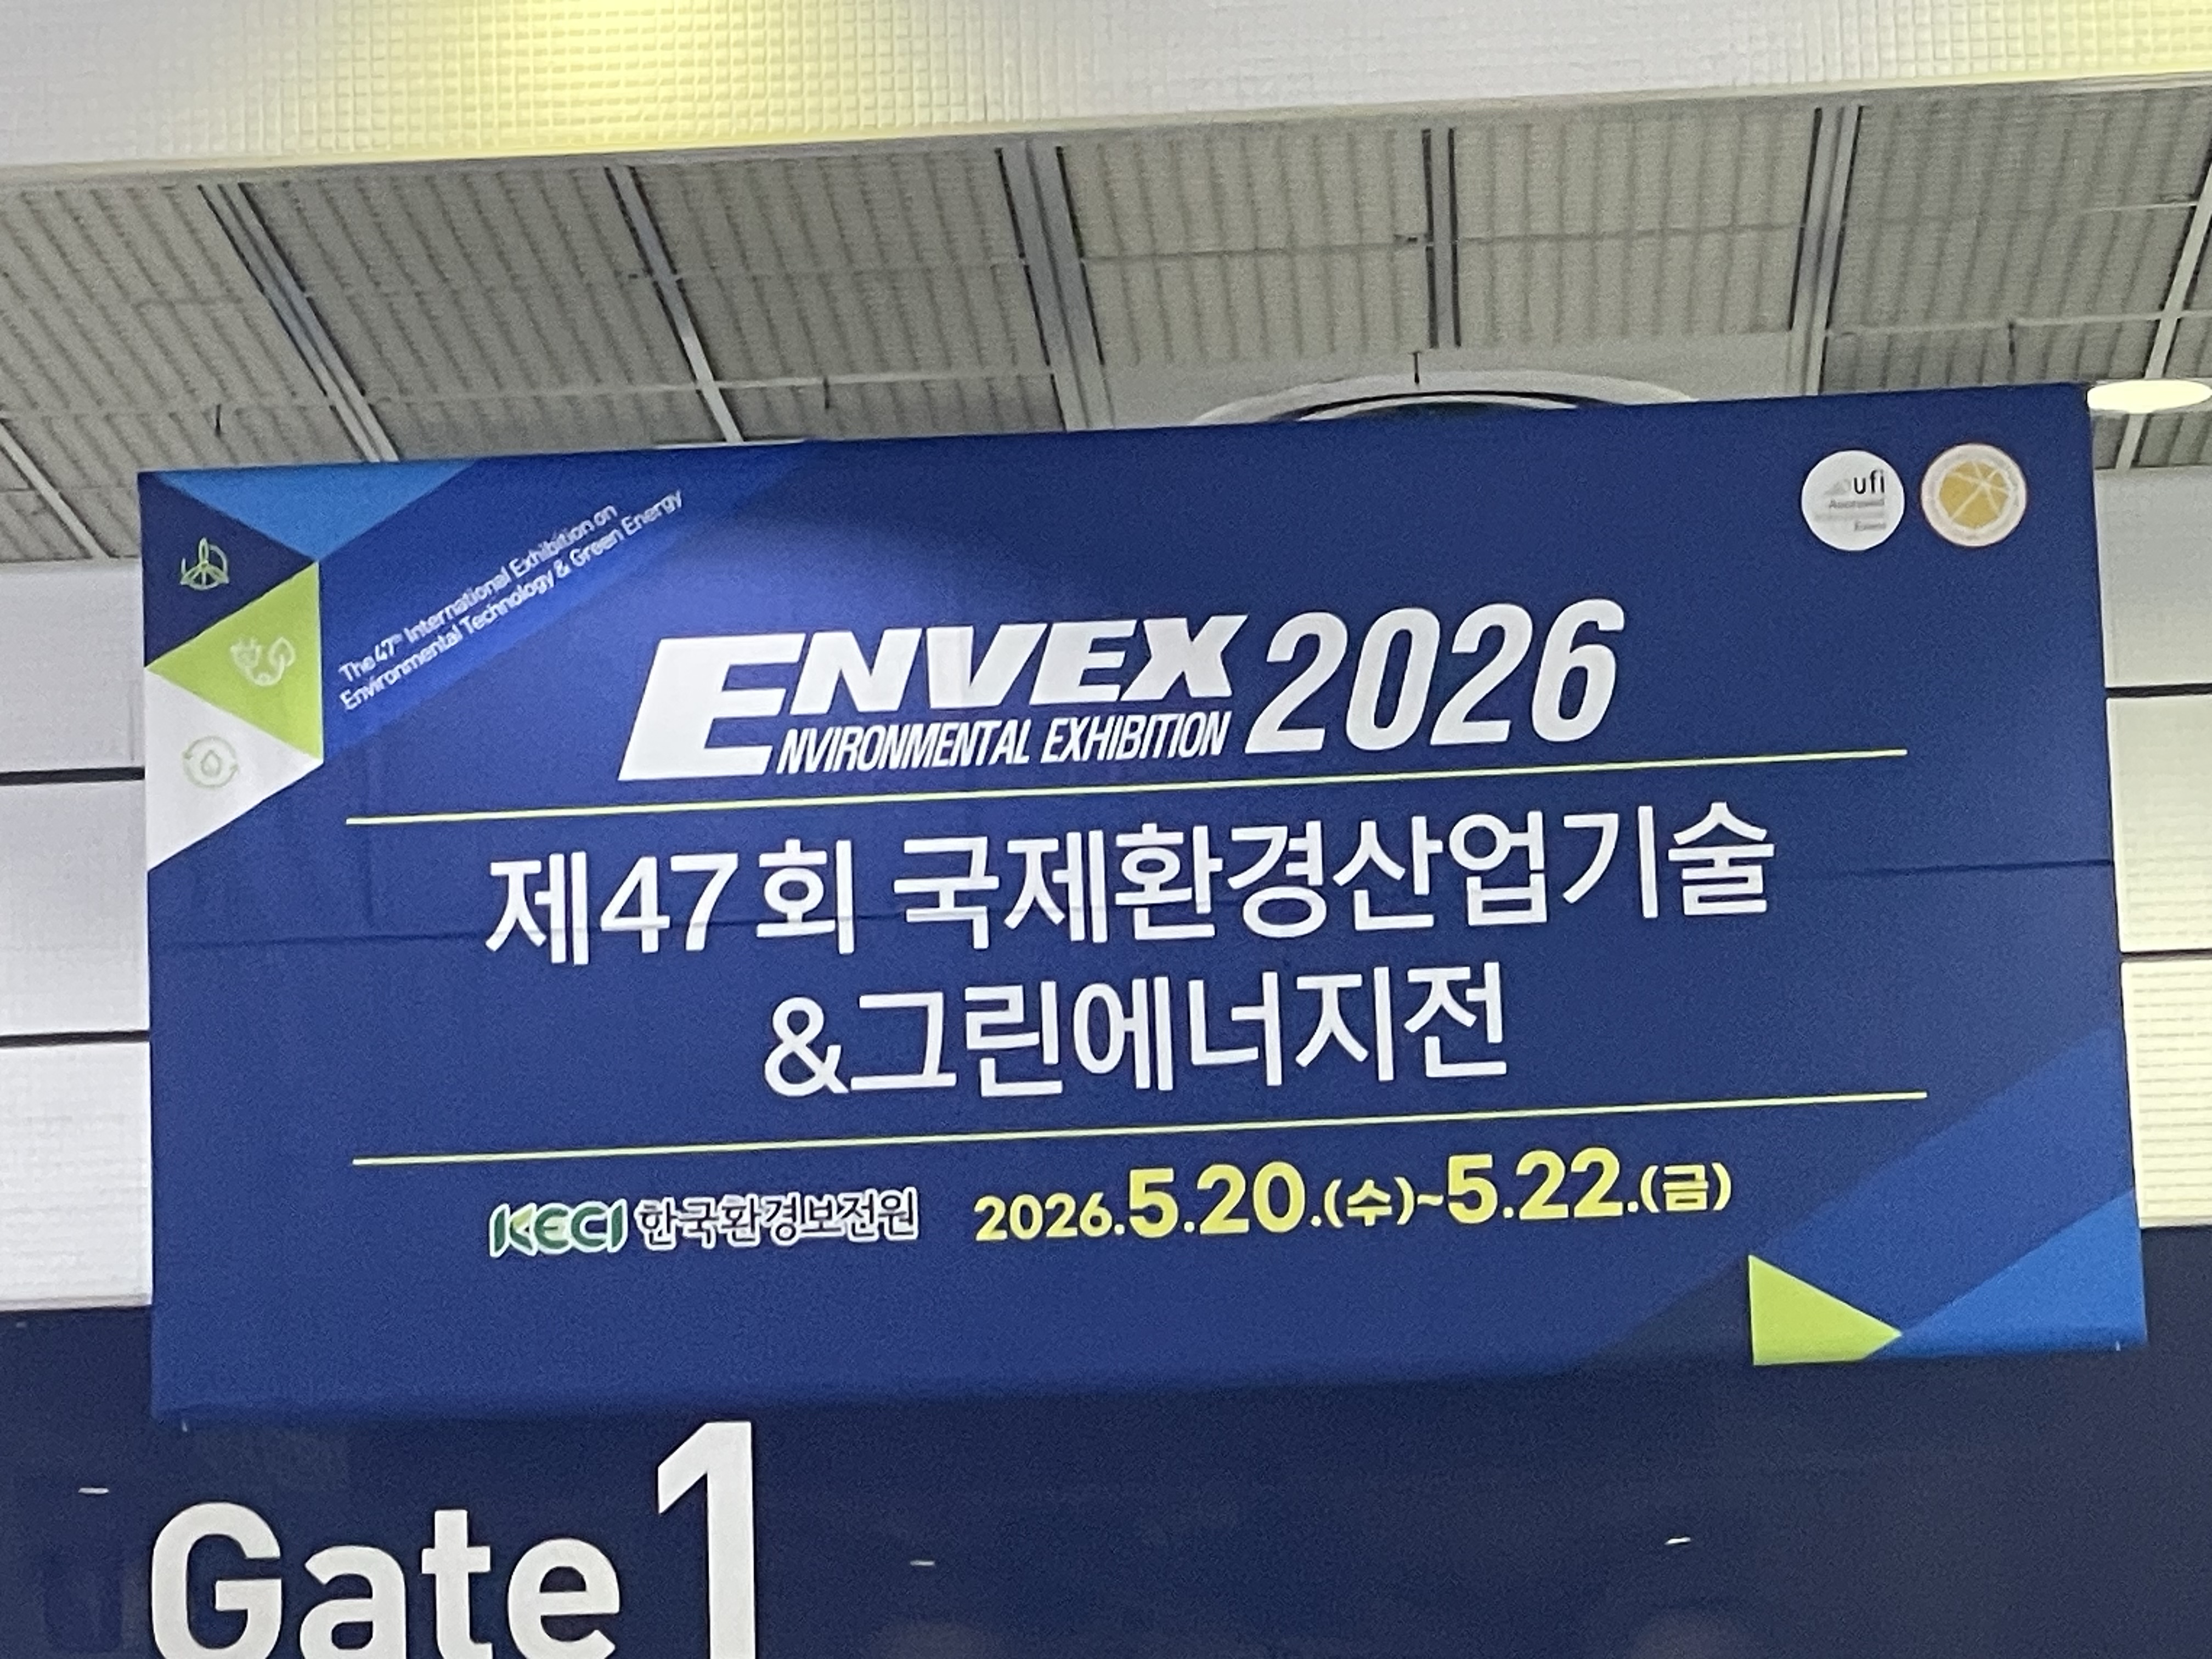 The 47th International Exhibition on
Environmental Technology & Green Energy
ufi
Approved
Event
ENVEX 2026
ENVIRONMENTAL EXHIBITION
제47회 국제환경산업기술
&그린에너지전
KECI 한국환경보전원 2026.5.20.(수)~5.22.(금)
Gate 1